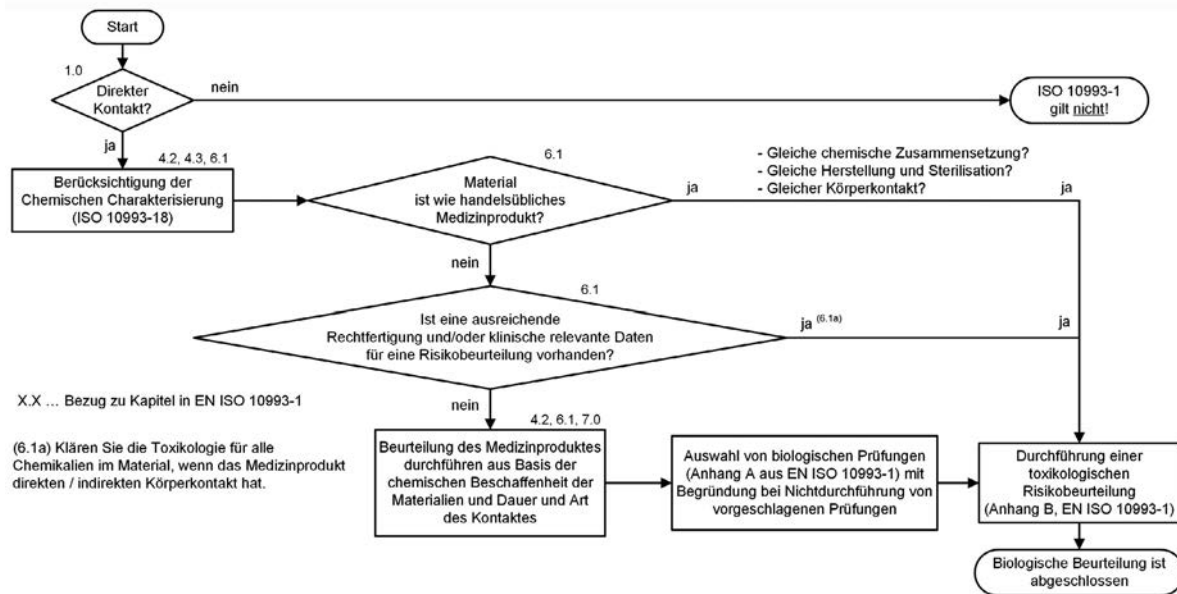 Start
1.0
Direkter
Kontakt?
nein
ISO 10993-1
gilt nicht!
ja
4.2, 4.3, 6.1
Berücksichtigung der
Chemischen Charakterisierung
(ISO 10993-18)
6.1
Material
ist wie handelsübliches
Medizinprodukt?
ja
- Gleiche chemische Zusammensetzung?
- Gleiche Herstellung und Sterilisation?
- Gleicher Körperkontakt?
ja
nein
6.1
Ist eine ausreichende
Rechtfertigung und/oder klinische relevante Daten
für eine Risikobeurteilung vorhanden?
ja (6.1a)
ja
nein
X.X ... Bezug zu Kapitel in EN ISO 10993-1
(6.1a) Klären Sie die Toxikologie für alle
Chemikalien im Material, wenn das Medizinprodukt
direkten / indirekten Körperkontakt hat.
4.2, 6.1, 7.0
Beurteilung des Medizinproduktes
durchführen aus Basis der
chemischen Beschaffenheit der
Materialien und Dauer und Art
des Kontaktes
Auswahl von biologischen Prüfungen
(Anhang A aus EN ISO 10993-1) mit
Begründung bei Nichtdurchführung von
vorgeschlagenen Prüfungen
Durchführung einer
toxikologischen
Risikobeurteilung
(Anhang B, EN ISO 10993-1)
Biologische Beurteilung ist
abgeschlossen